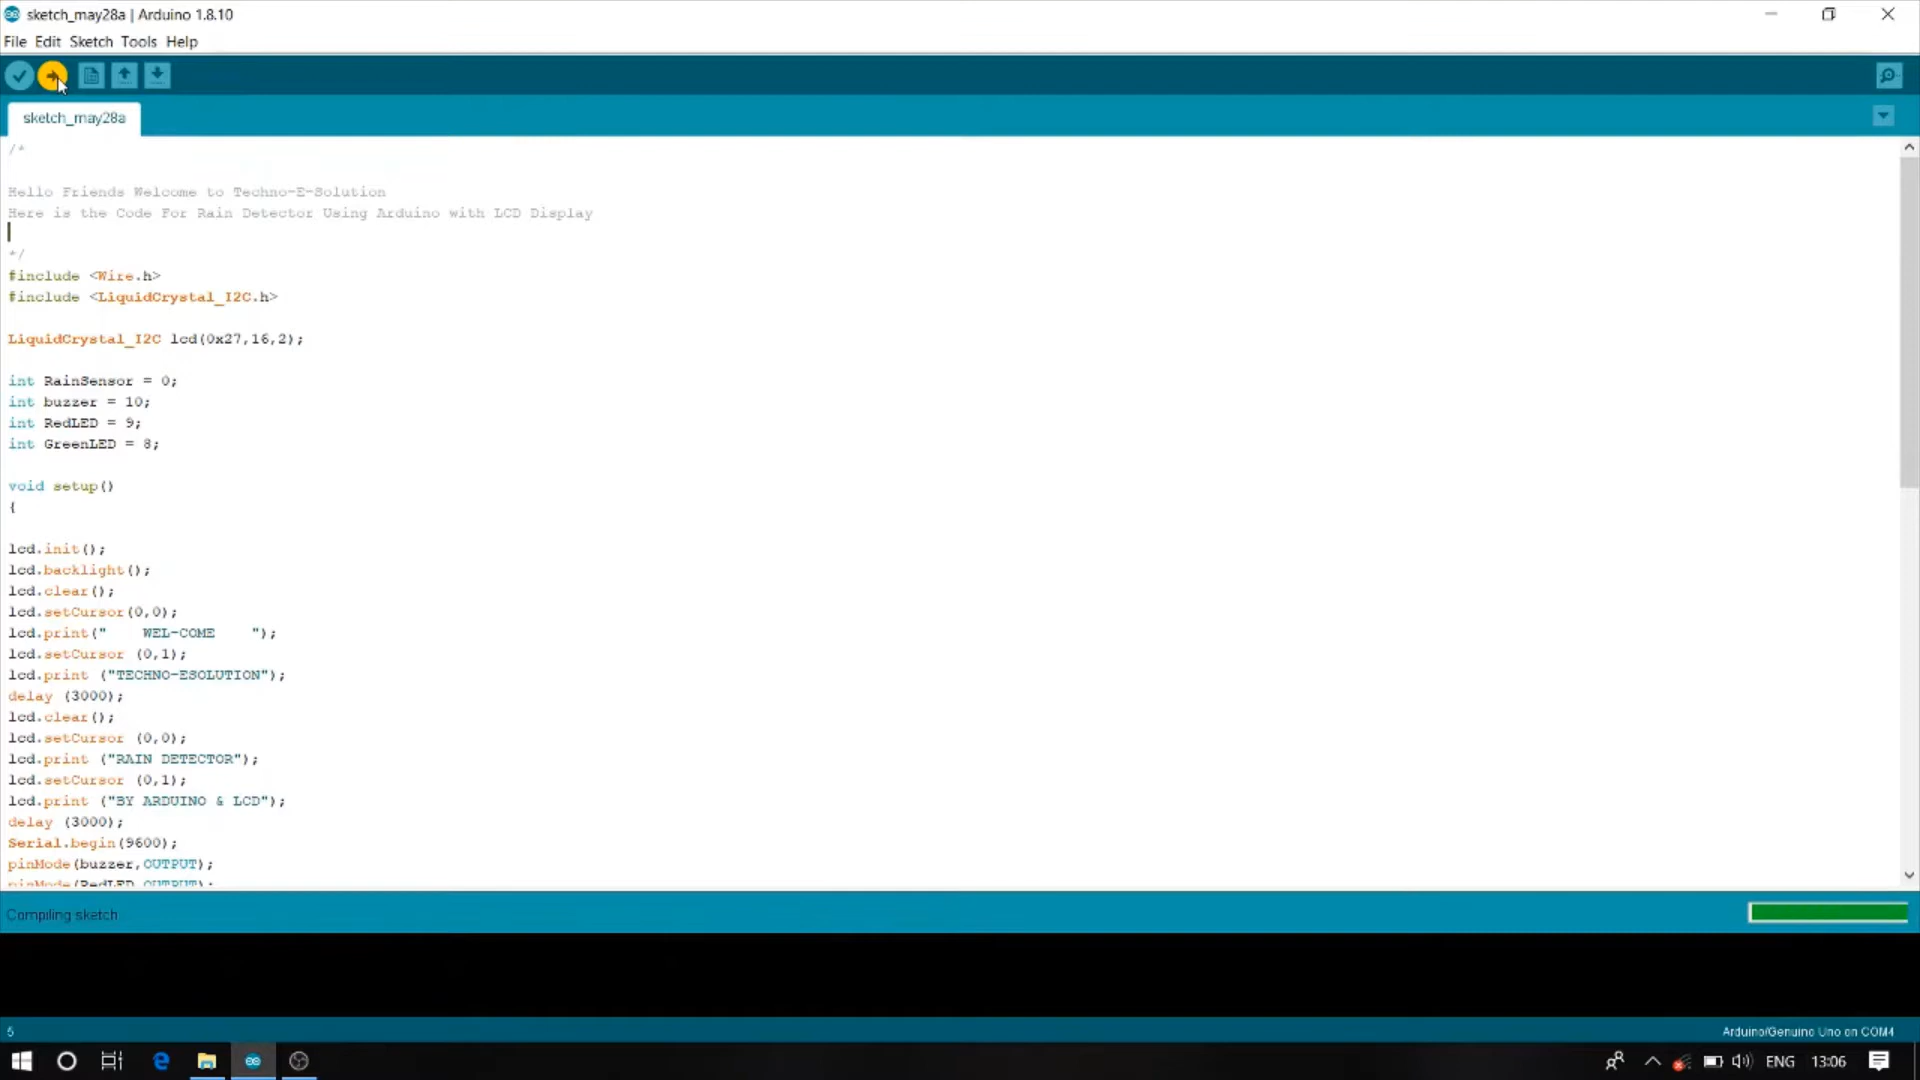 sketch_may28a | Arduino 1.8.10
File Edit Sketch Tools Help
sketch_may28a
/*
Hello Friends Welcome to Techno-E-Solution
Here is the Code For Rain Detector Using Arduino with LCD Display
*/
#include <Wire.h>
#include <LiquidCrystal_I2C.h>
LiquidCrystal_I2C lcd(0x27,16,2);
int RainSensor = 0;
int buzzer = 10;
int RedLED = 9;
int GreenLED = 8;
void setup()
{
lcd.init();
lcd.backlight();
lcd.clear();
lcd.setCursor(0,0);
lcd.print("    WEL-COME    ");
lcd.setCursor (0,1);
lcd.print ("TECHNO-ESOLUTION");
delay (3000);
lcd.clear();
lcd.setCursor (0,0);
lcd.print ("RAIN DETECTOR");
lcd.setCursor (0,1);
lcd.print ("BY ARDUINO & LCD");
delay (3000);
Serial.begin(9600);
pinMode(buzzer,OUTPUT);
pinMode(RedLED,OUTPUT);
Compiling sketch
5
Arduino/Genuino Uno on COM4
ENG 13:06